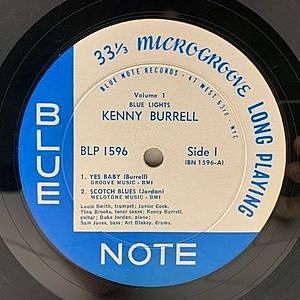 33⅓ MICROGROOVE LONG PLAYING
BLUE NOTE RECORDS · 47 WEST 63rd · NYC
Volume 1
BLUE LIGHTS
KENNY BURRELL
BLP 1596
Side 1
(BN 1596-A)
1. YES BABY (Burrell)
GROOVE MUSIC - BMI
2. SCOTCH BLUES (Jordan)
MELOTONE MUSIC - BMI
Louis Smith, trumpet; Junior Cook,
Tina Brooks, tenor saxes; Kenny Burrell,
guitar; Duke Jordan, piano;
Sam Jones, bass; Art Blakey, drums.
BLUE
NOTE